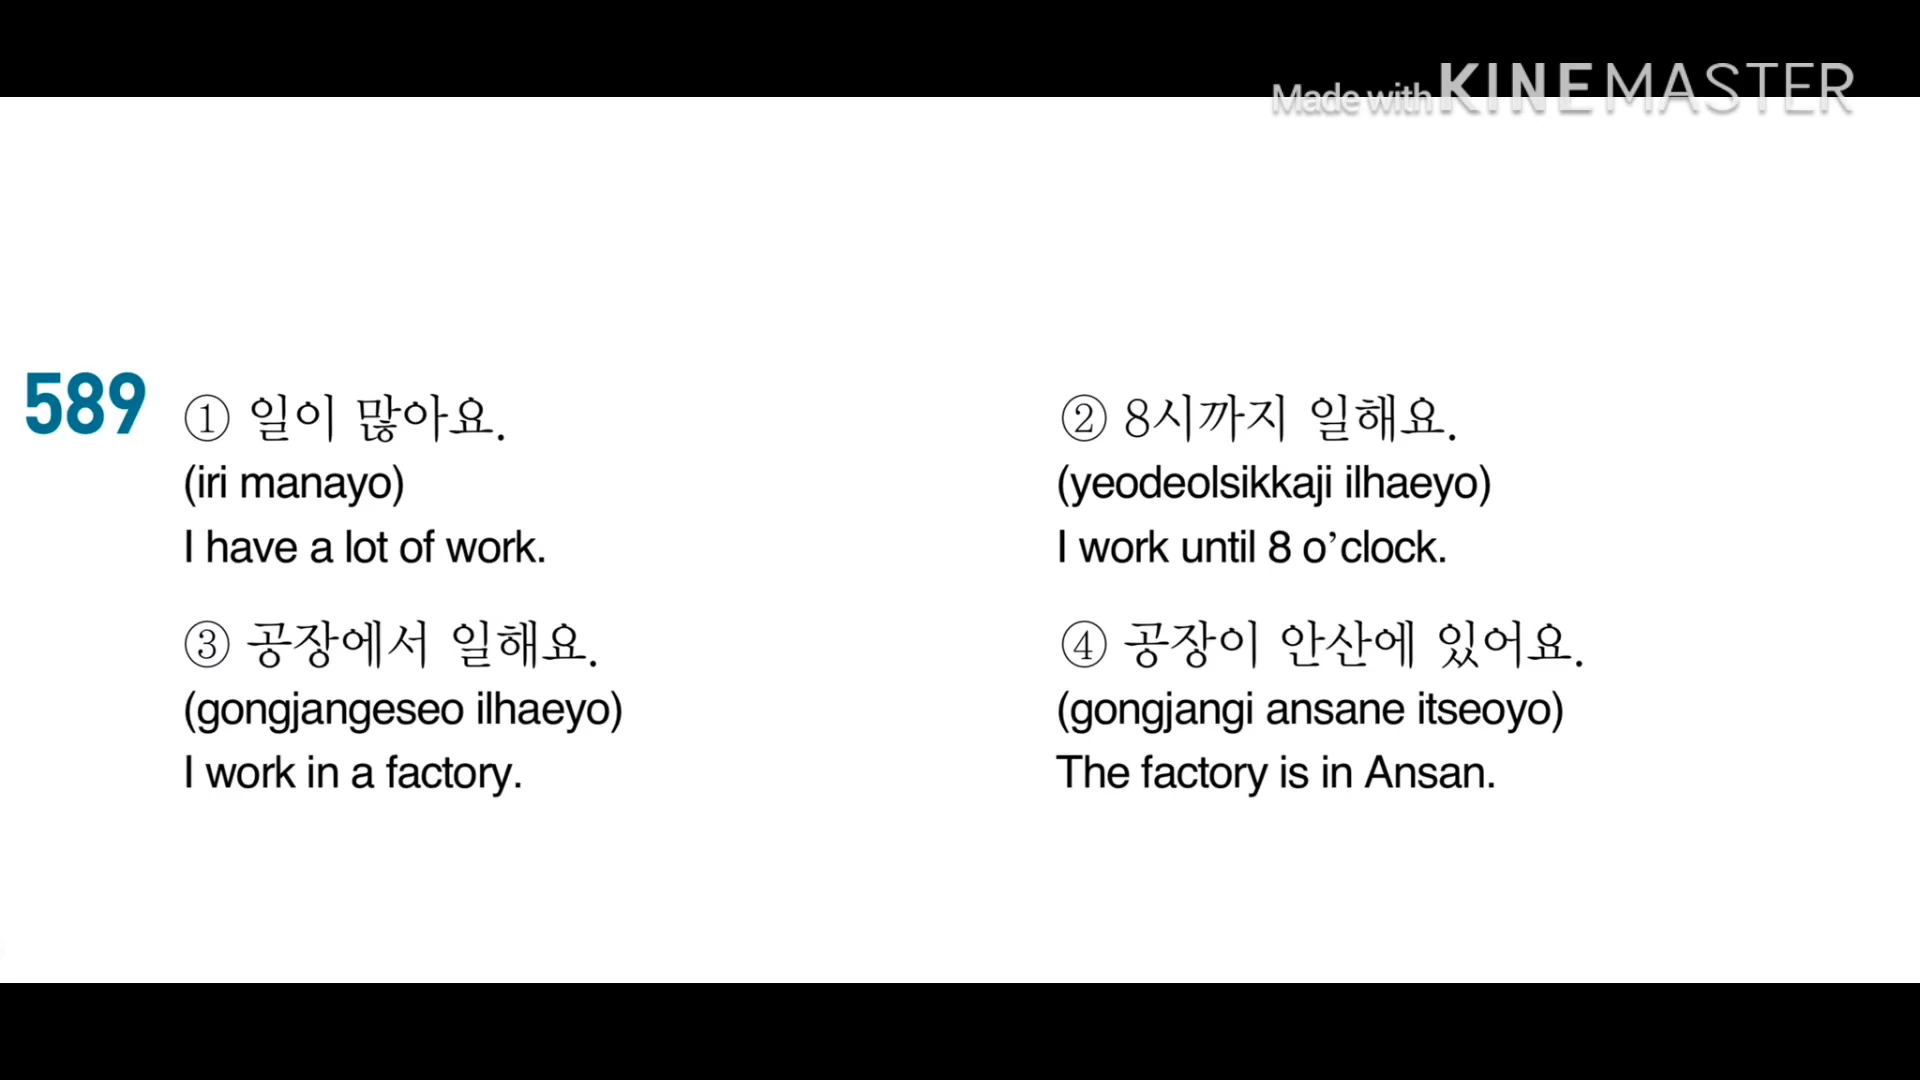 Made with KINEMASTER
589
① 일이 많아요.
(iri manayo)
I have a lot of work.
② 8시까지 일해요.
(yeodeolsikkaji ilhaeyo)
I work until 8 o’clock.
③ 공장에서 일해요.
(gongjangeseo ilhaeyo)
I work in a factory.
④ 공장이 안산에 있어요.
(gongjangi ansane itseoyo)
The factory is in Ansan.